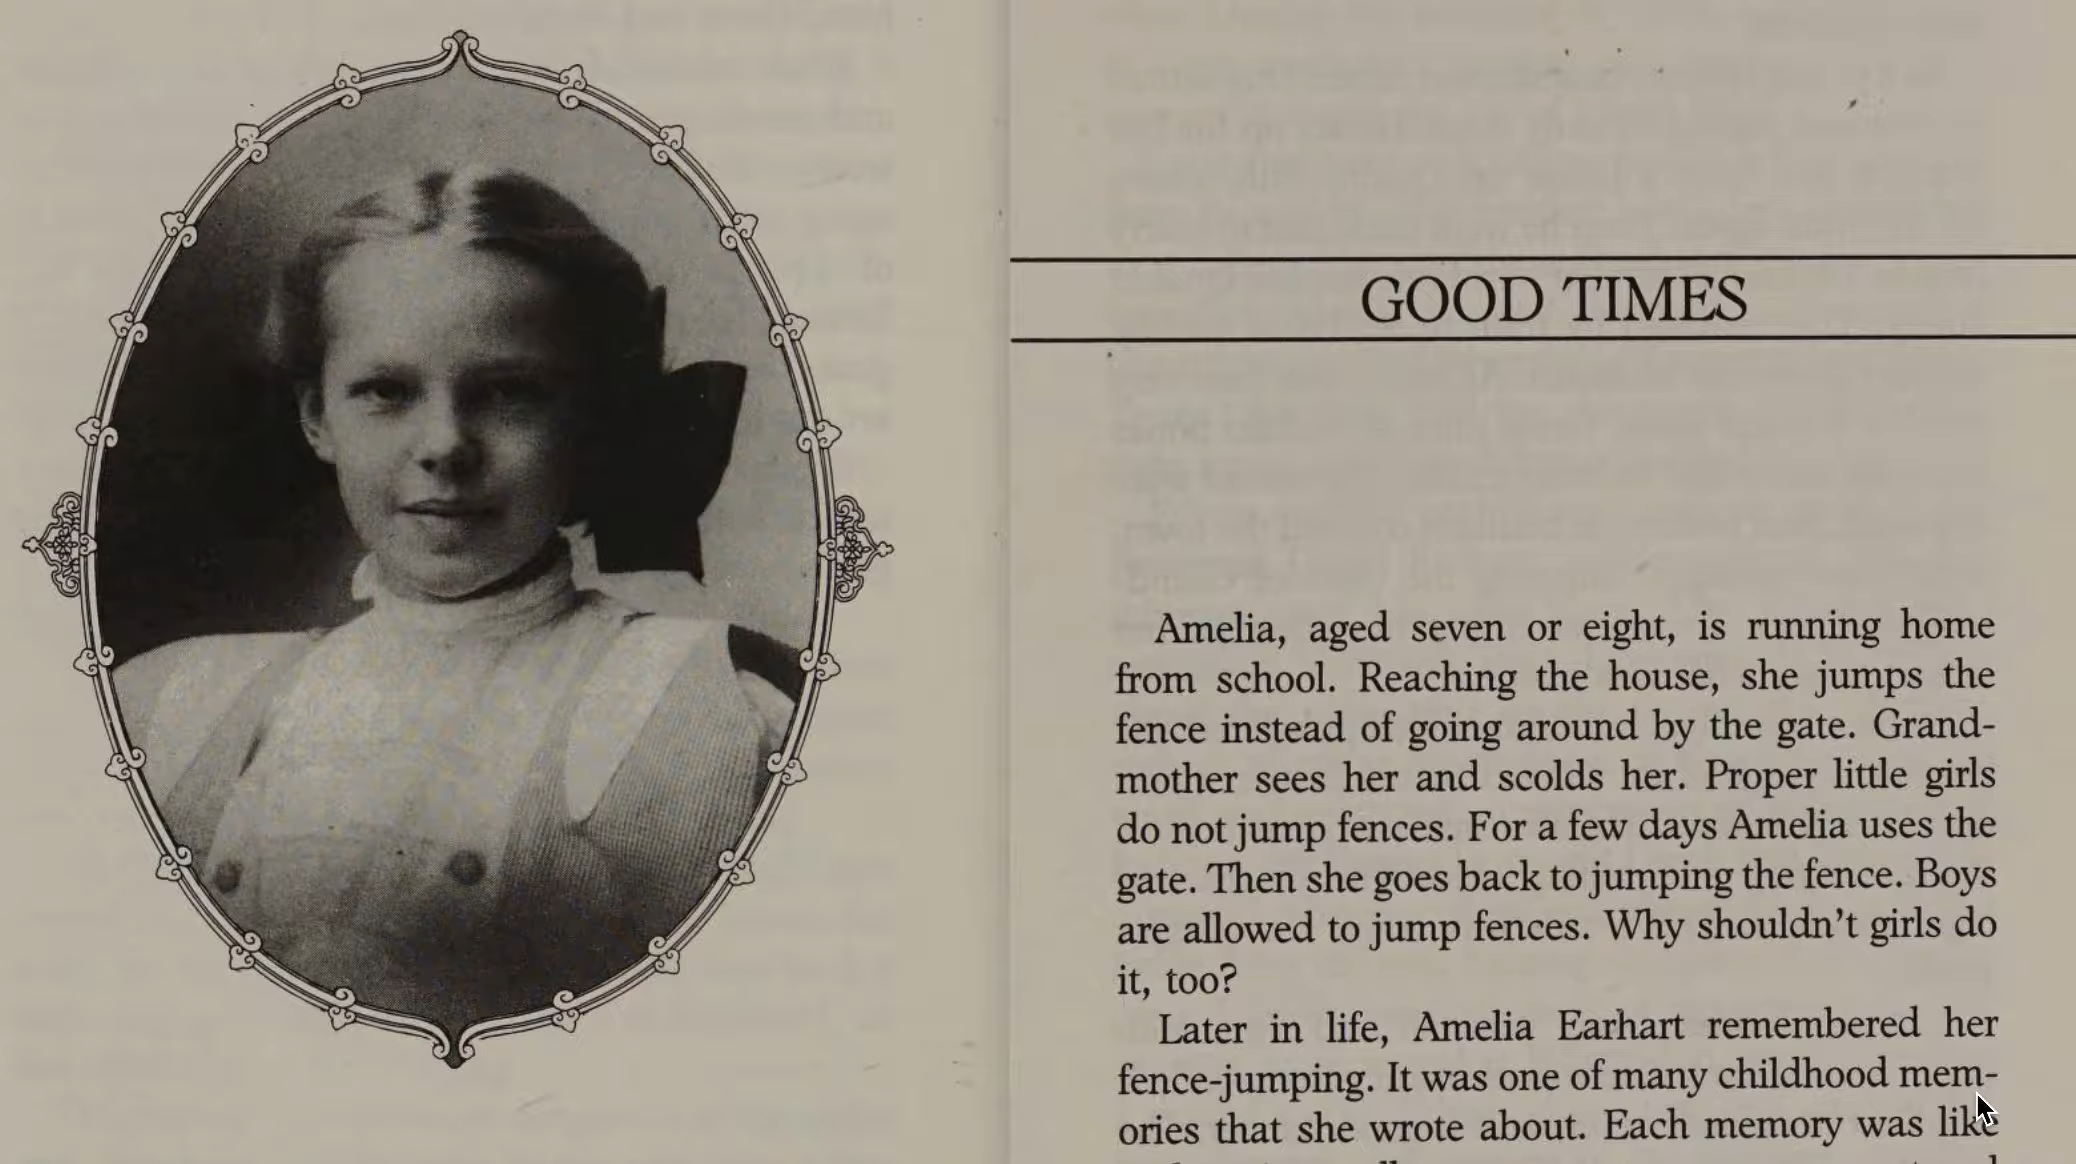 GOOD TIMES
Amelia, aged seven or eight, is running home
from school. Reaching the house, she jumps the
fence instead of going around by the gate. Grand-
mother sees her and scolds her. Proper little girls
do not jump fences. For a few days Amelia uses the
gate. Then she goes back to jumping the fence. Boys
are allowed to jump fences. Why shouldn't girls do
it, too?
Later in life, Amelia Earhart remembered her
fence-jumping. It was one of many childhood mem-
ories that she wrote about. Each memory was like